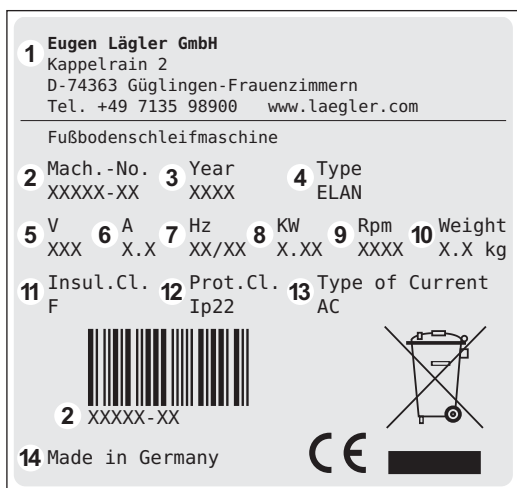 1 Eugen Lägler GmbH
Kappelrain 2
D-74363 Güglingen-Frauenzimmern
Tel. +49 7135 98900 www.laegler.com
Fußbodenschleifmaschine
2 Mach.-No. 3 Year 4 Type
XXXXX-XX XXXX ELAN
5 V 6 A 7 Hz 8 KW 9 Rpm 10 Weight
XXX X.X XX/XX X.XX XXXX X.X kg
11 Insul.Cl. 12 Prot.Cl. 13 Type of Current
F Ip22 AC
2 XXXXX-XX
14 Made in Germany CE